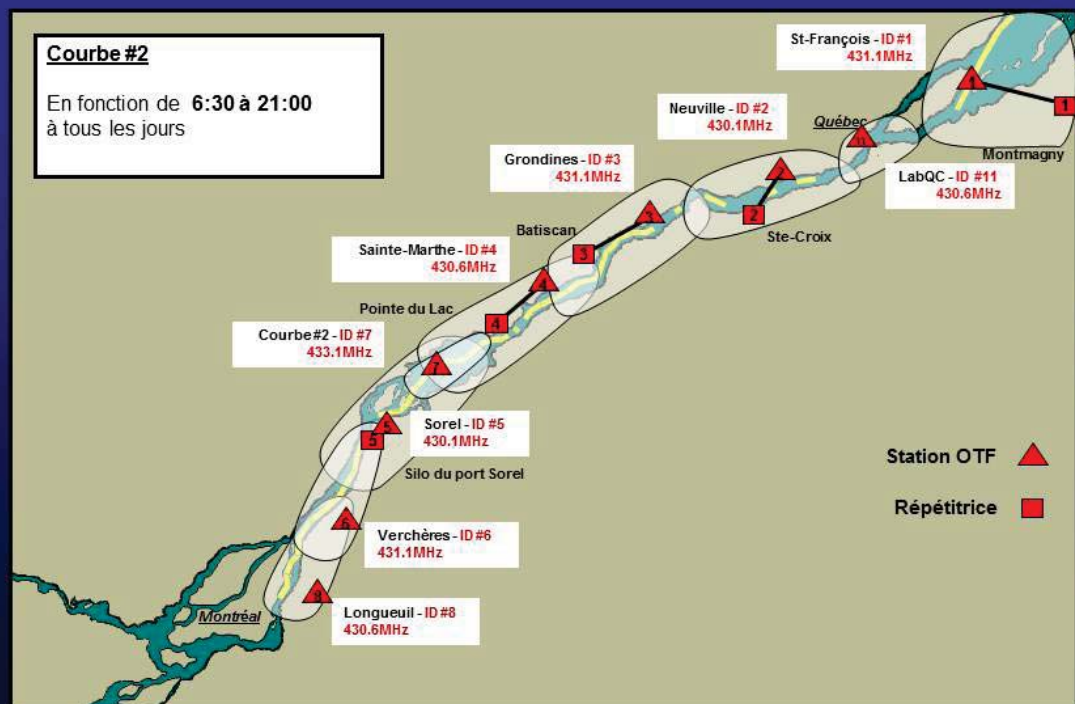 Courbe #2
En fonction de 6:30 à 21:00
à tous les jours
St-François - ID #1
431.1MHz
1
1
Montmagny
Neuville - ID #2
430.1MHz
Québec
11
LabQC - ID #11
430.6MHz
2
2
Ste-Croix
Grondines - ID #3
431.1MHz
3
3
Batiscan
Sainte-Marthe - ID #4
430.6MHz
4
4
Pointe du Lac
Courbe #2 - ID #7
433.1MHz
7
5
5
Sorel - ID #5
430.1MHz
Silo du port Sorel
6
Verchères - ID #6
431.1MHz
8
Longueuil - ID #8
430.6MHz
Montréal
Station OTF
Répétitrice